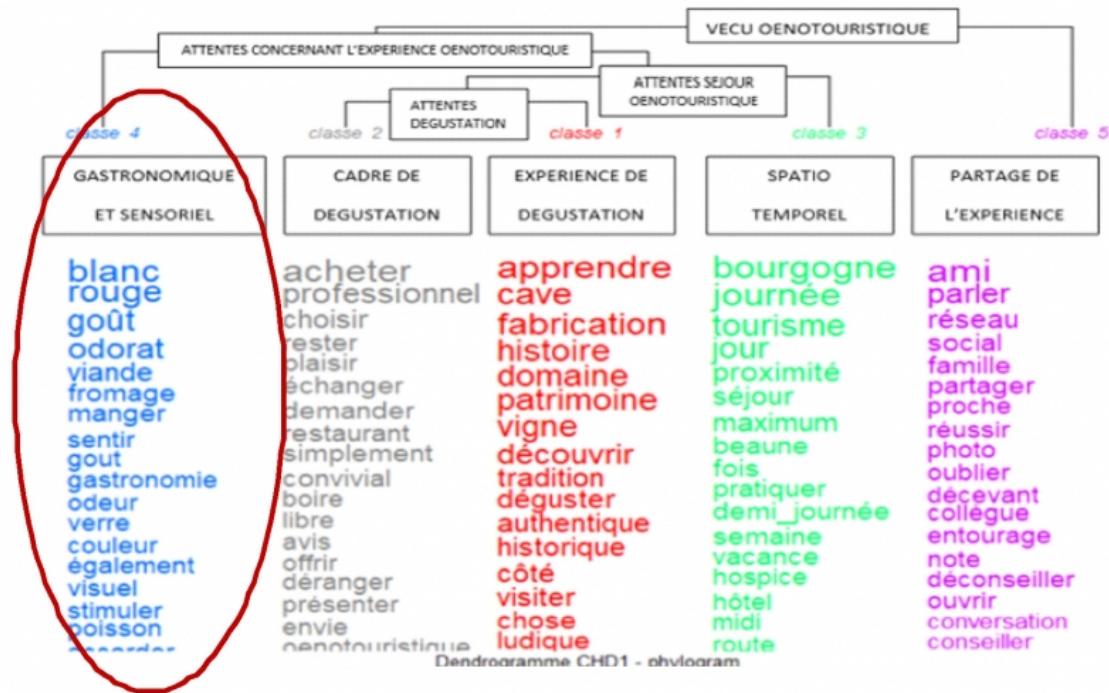 VECU OENOTOURISTIQUE
ATTENTES CONCERNANT L'EXPERIENCE OENOTOURISTIQUE
ATTENTES SEJOUR
OENOTOURISTIQUE
ATTENTES
DEGUSTATION
classe 4
classe 2
classe 1
classe 3
classe 5
GASTRONOMIQUE
ET SENSORIEL
CADRE DE
DEGUSTATION
EXPERIENCE DE
DEGUSTATION
SPATIO
TEMPOREL
PARTAGE DE
L'EXPERIENCE
blanc
rouge
goût
odorat
viande
fromage
manger
sentir
gout
gastronomie
odeur
verre
couleur
également
visuel
stimuler
poisson
accorder
acheter
professionnel
choisir
rester
plaisir
échanger
demander
restaurant
simplement
convivial
boire
libre
avis
offrir
déranger
présenter
envie
oenotouristique
apprendre
cave
fabrication
histoire
domaine
patrimoine
vigne
découvrir
tradition
déguster
authentique
historique
côté
visiter
chose
ludique
bourgogne
journée
tourisme
jour
proximité
séjour
maximum
beaune
fois
pratiquer
demi_journée
semaine
vacance
hospice
hôtel
midi
route
ami
parler
réseau
social
famille
partager
proche
réussir
photo
oublier
décevant
collègue
entourage
note
déconseiller
ouvrir
conversation
conseiller
Dendrogramme CHD1 - phylogram